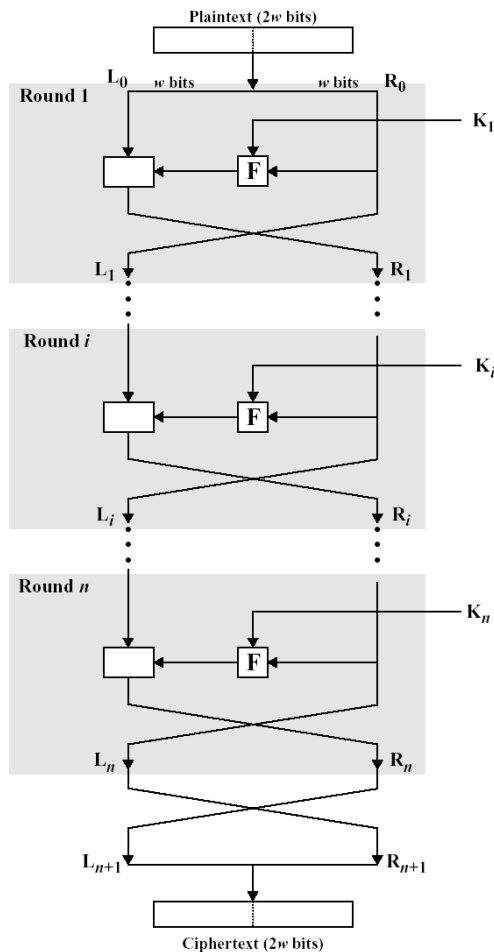 Plaintext (2w bits)
L0 w bits w bits R0
Round 1
K1
F
L1 R1
Round i
Ki
F
Li Ri
Round n
Kn
F
Ln Rn
Ln+1 Rn+1
Ciphertext (2w bits)